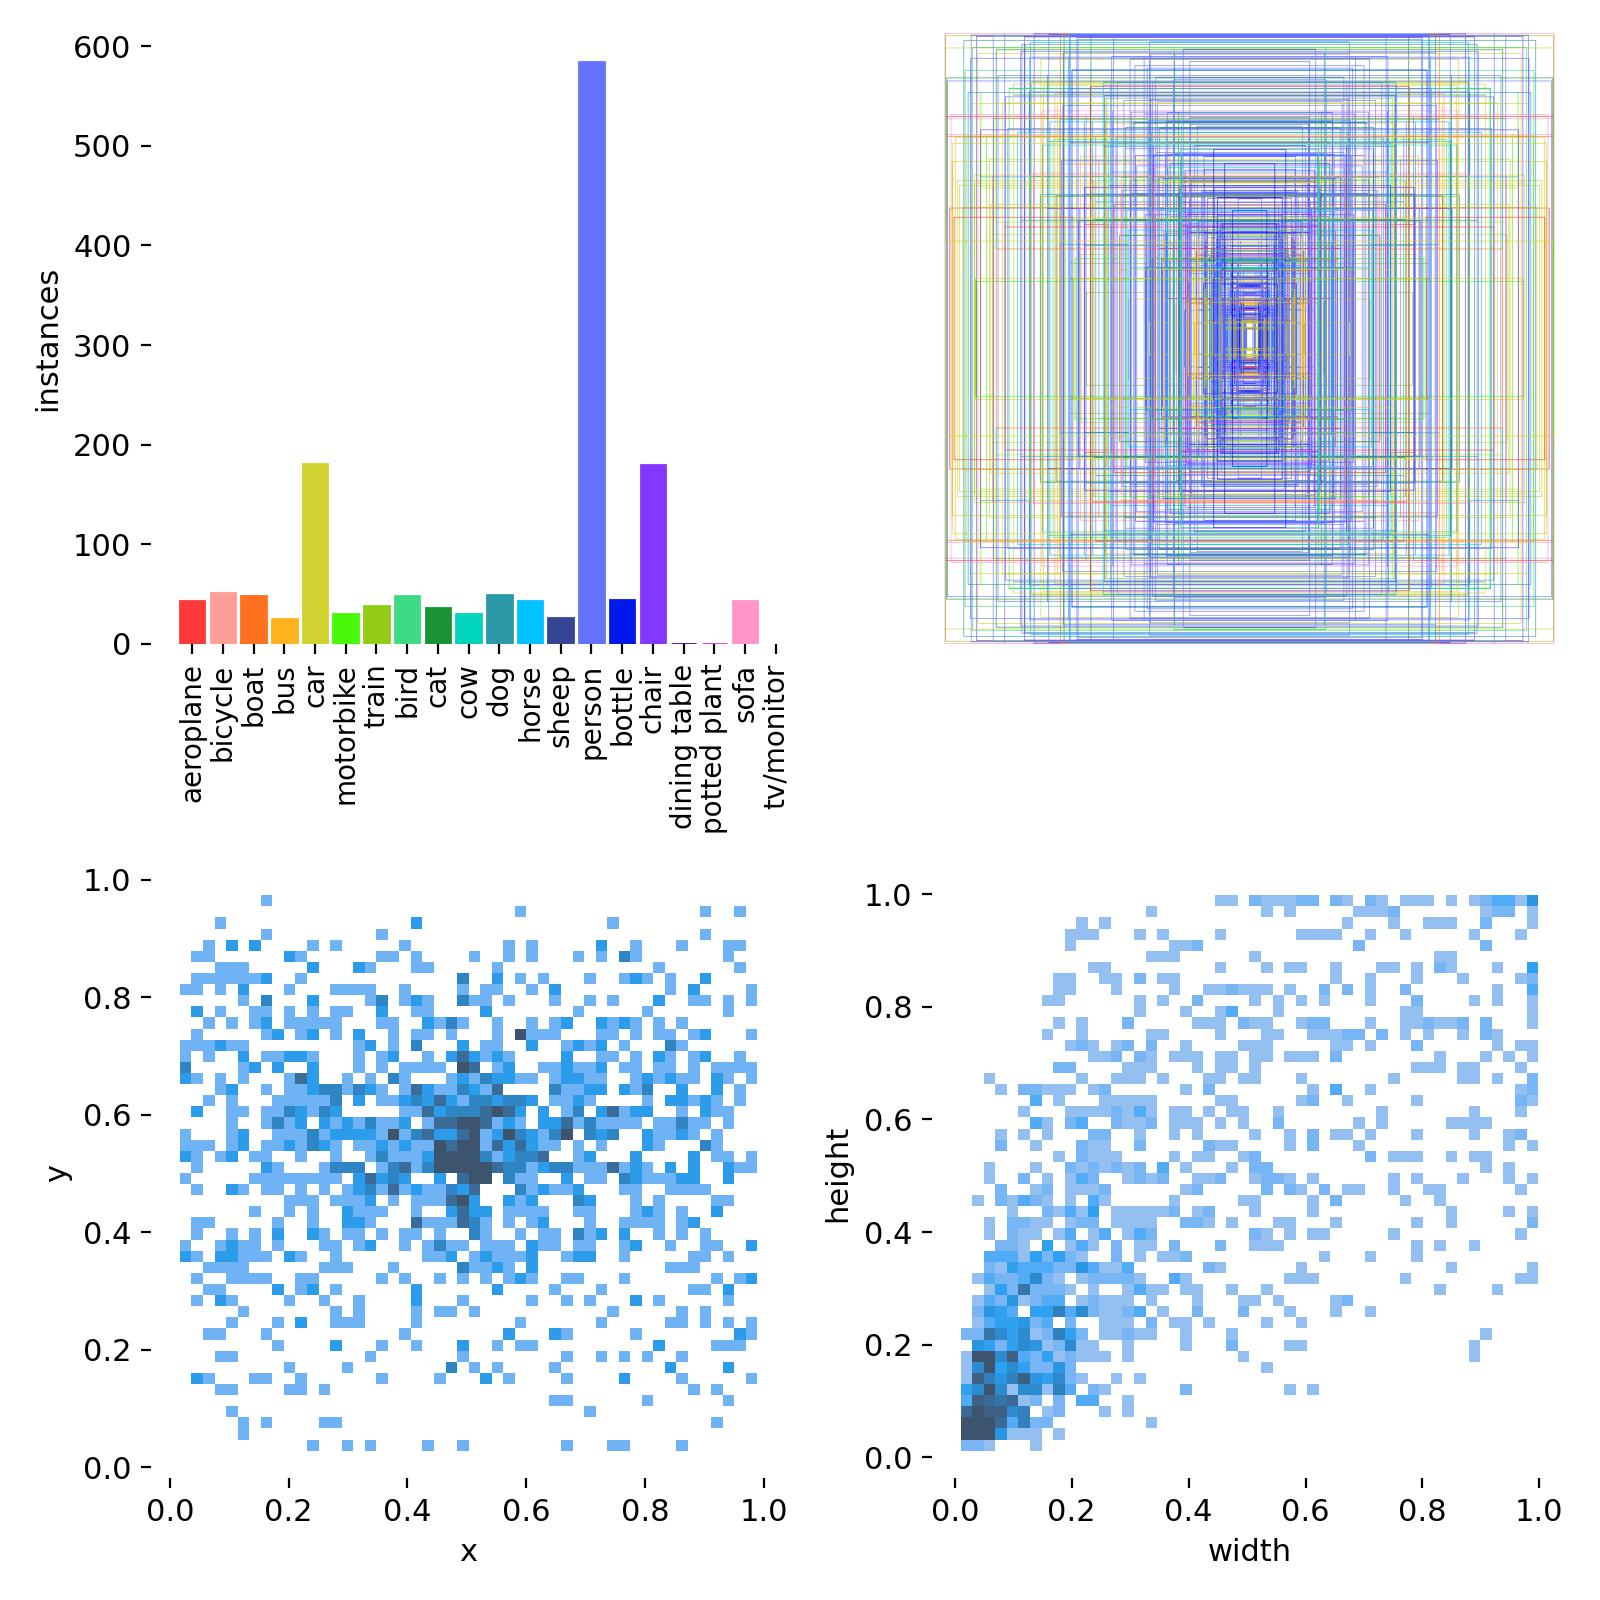 600
500
400
300
200
100
0
instances
aeroplane
bicycle
boat
bus
car
motorbike
train
bird
cat
cow
dog
horse
sheep
person
bottle
chair
dining table
potted plant
sofa
tv/monitor
1.0
0.8
0.6
0.4
0.2
0.0
y
0.0 0.2 0.4 0.6 0.8 1.0
x
1.0
0.8
0.6
0.4
0.2
0.0
height
0.0 0.2 0.4 0.6 0.8 1.0
width